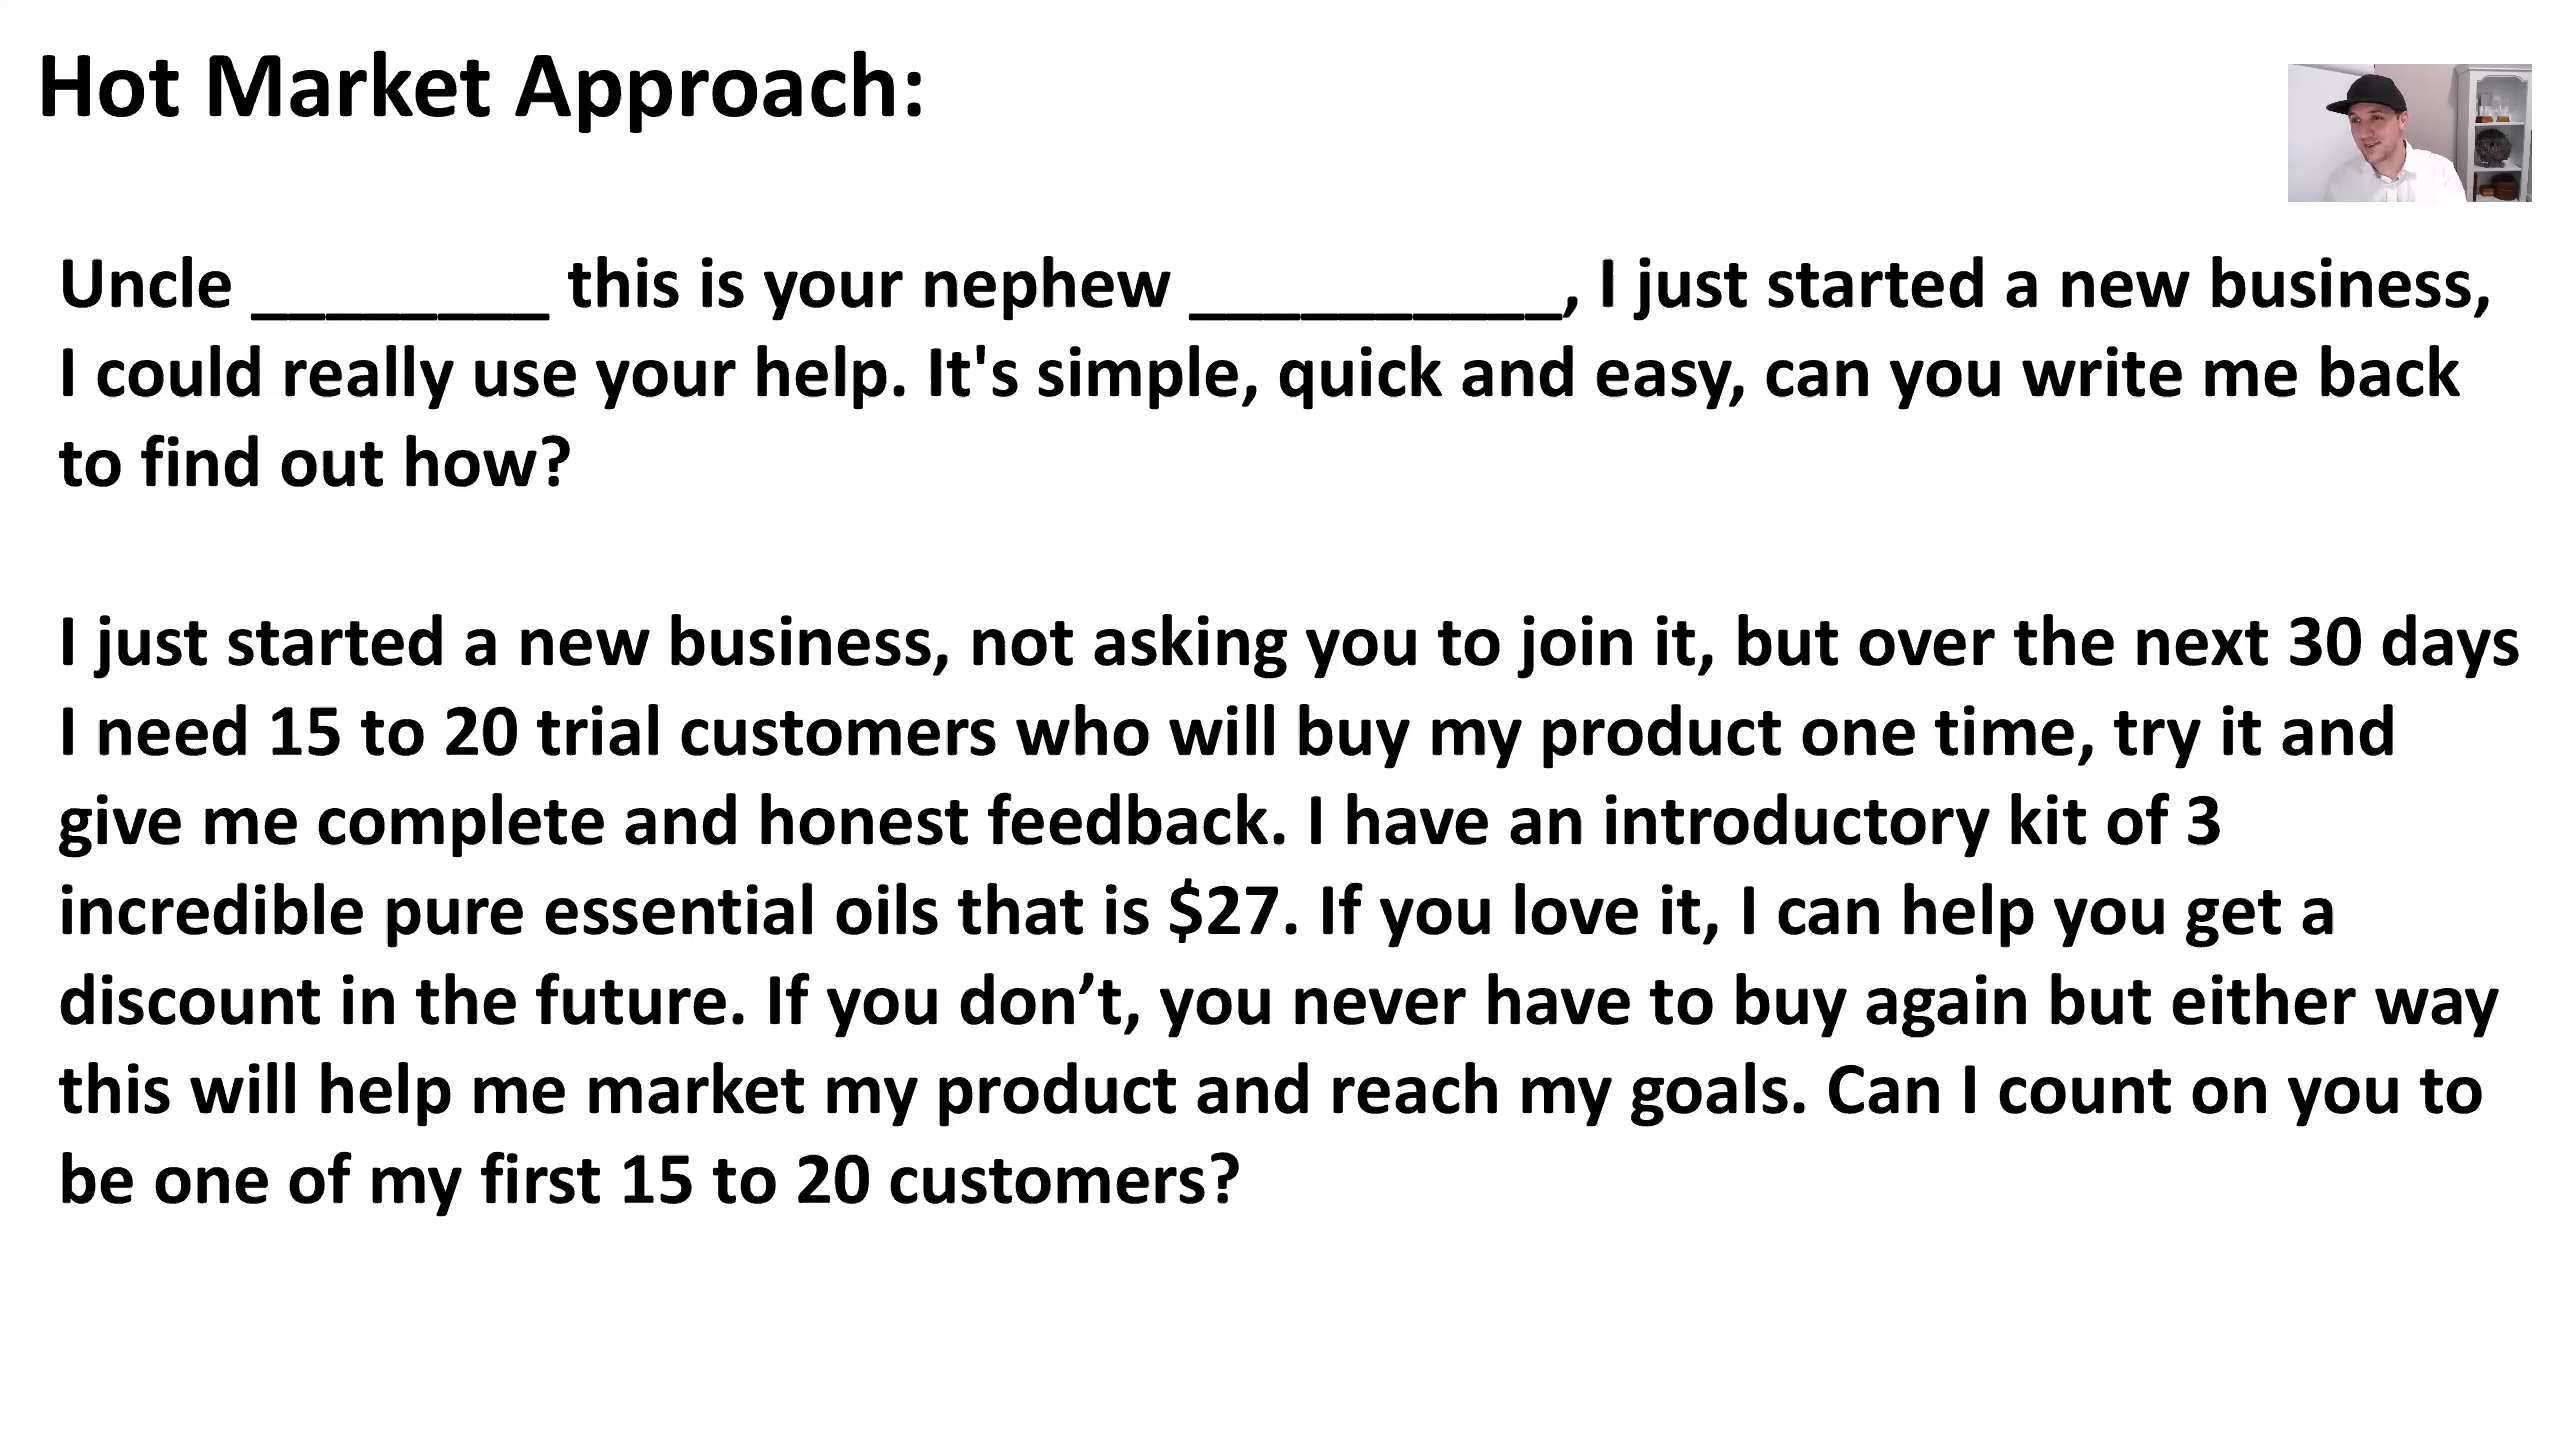 Hot Market Approach:
Uncle ________ this is your nephew __________, I just started a new business,
I could really use your help. It's simple, quick and easy, can you write me back
to find out how?
I just started a new business, not asking you to join it, but over the next 30 days
I need 15 to 20 trial customers who will buy my product one time, try it and
give me complete and honest feedback. I have an introductory kit of 3
incredible pure essential oils that is $27. If you love it, I can help you get a
discount in the future. If you don’t, you never have to buy again but either way
this will help me market my product and reach my goals. Can I count on you to
be one of my first 15 to 20 customers?